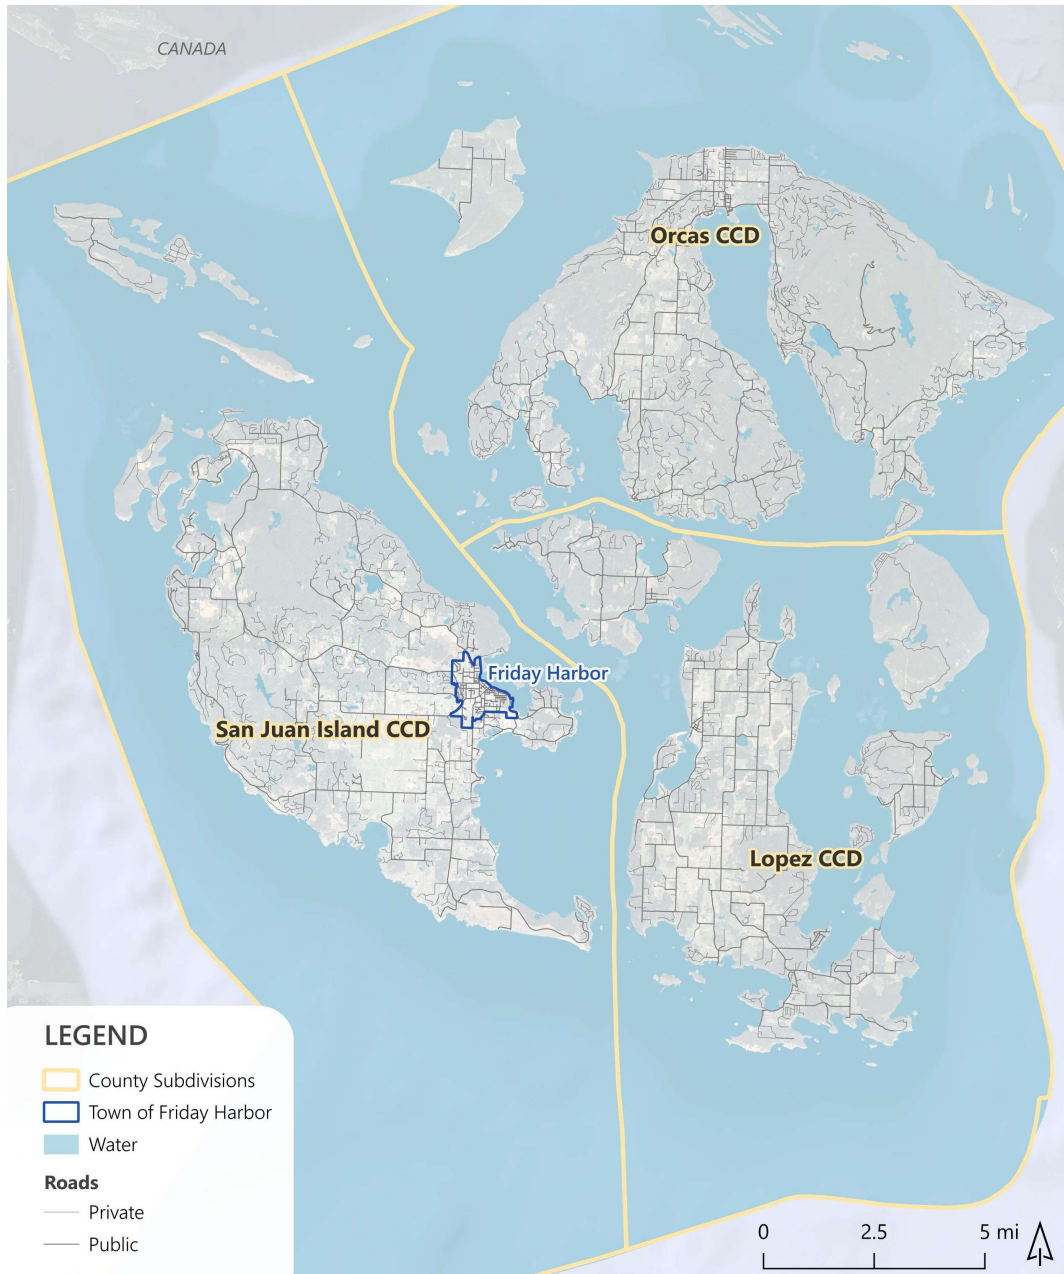 CANADA
Orcas CCD
Friday Harbor
San Juan Island CCD
Lopez CCD
LEGEND
County Subdivisions
Town of Friday Harbor
Water
Roads
Private
Public
0 2.5 5 mi